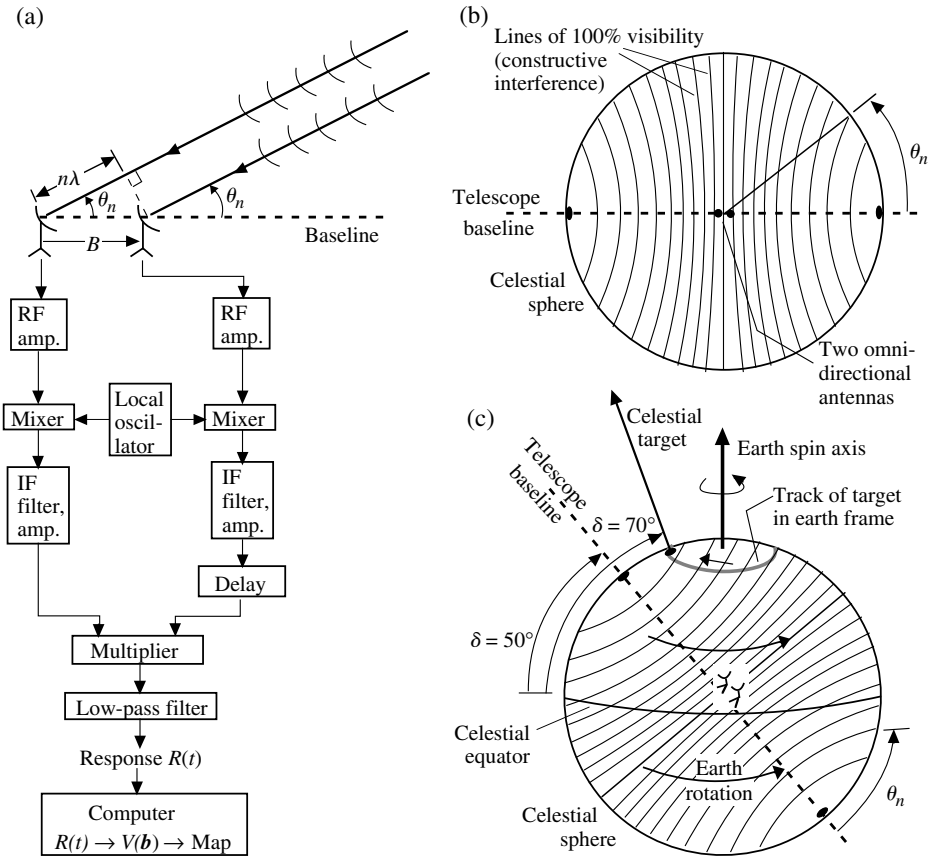 (a)
nλ
θn
θn
Baseline
B
RF
amp.
RF
amp.
Mixer
Local
oscil-
lator
Mixer
IF
filter,
amp.
IF
filter,
amp.
Delay
Multiplier
Low-pass filter
Response R(t)
Computer
R(t) → V(b) → Map
(b)
Lines of 100% visibility
(constructive
interference)
θn
Telescope
baseline
Celestial
sphere
Two omni-
directional
antennas
(c)
Celestial
target
Earth spin axis
Telescope
baseline
Track of target
in earth frame
δ = 70°
δ = 50°
Celestial
equator
Earth
rotation
θn
Celestial
sphere